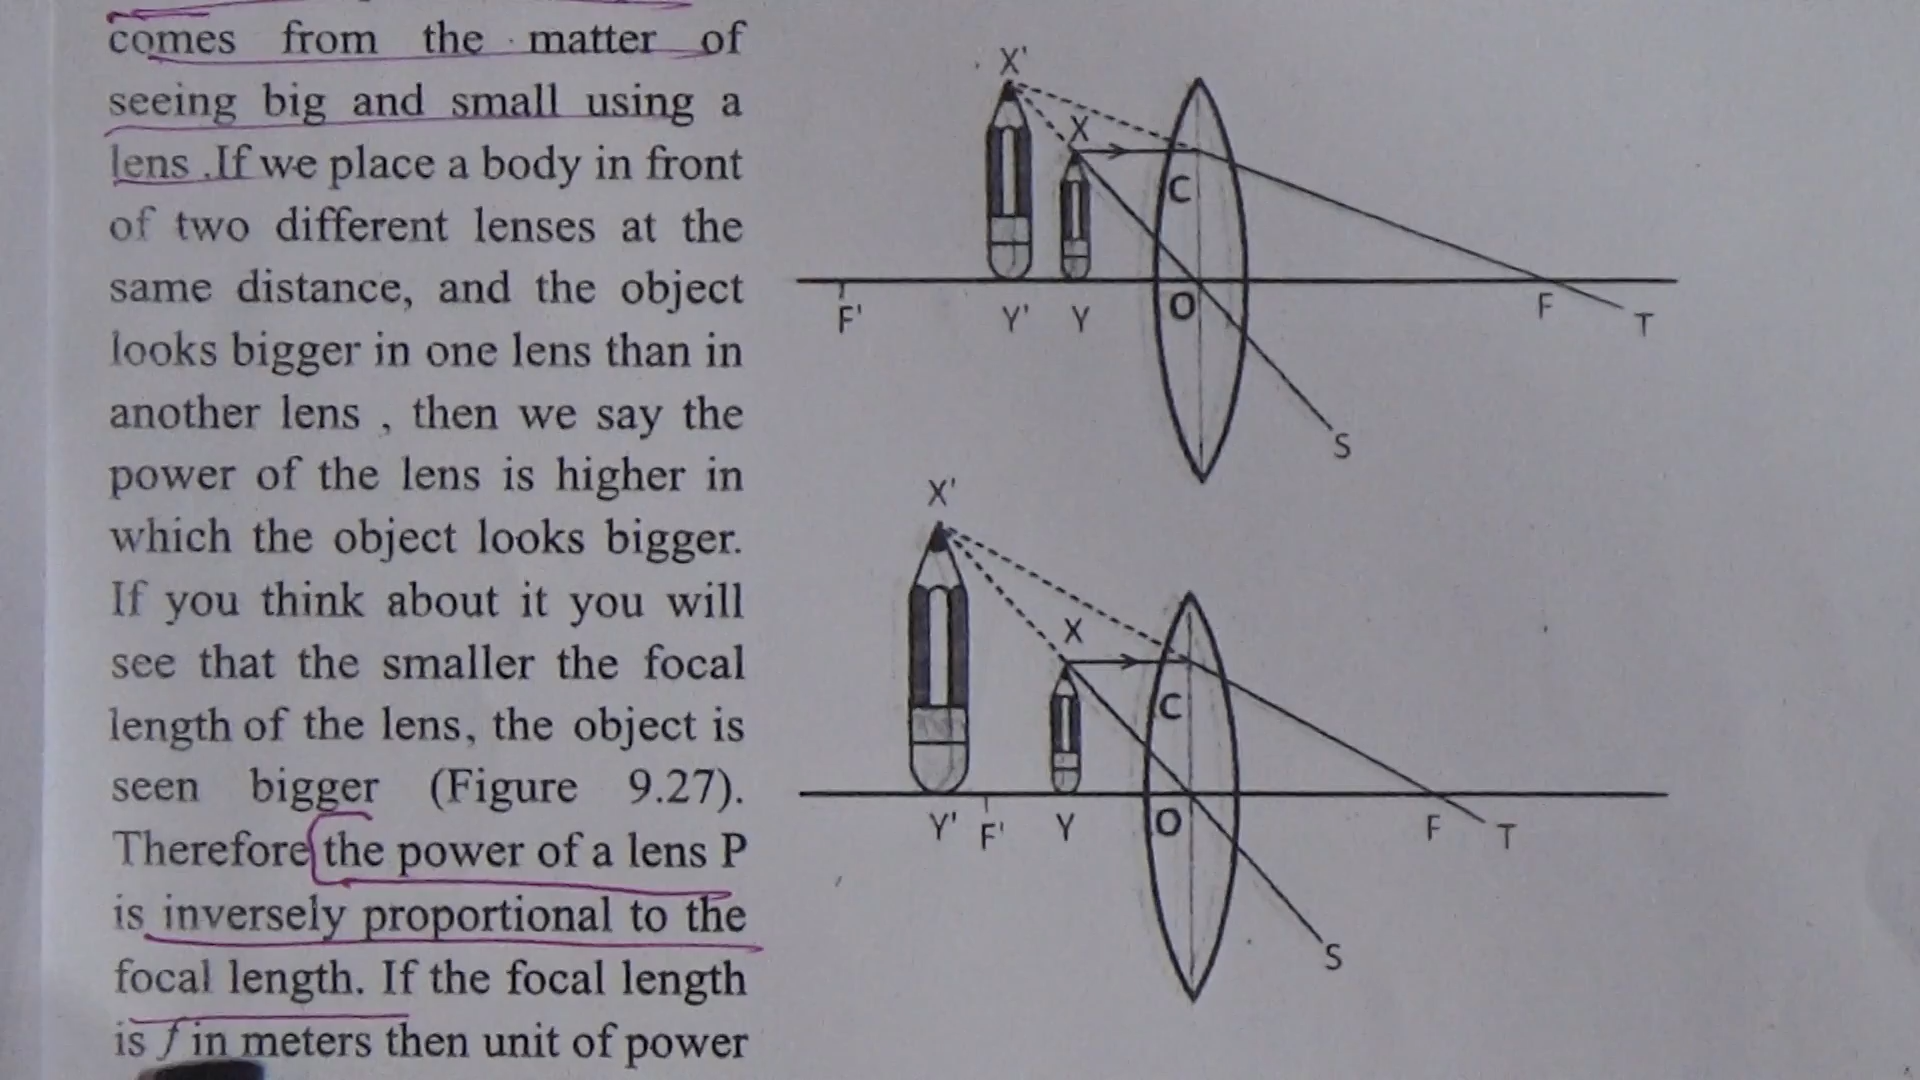 comes from the matter of
seeing big and small using a
lens .If we place a body in front
of two different lenses at the
same distance, and the object
looks bigger in one lens than in
another lens , then we say the
power of the lens is higher in
which the object looks bigger.
If you think about it you will
see that the smaller the focal
length of the lens, the object is
seen bigger (Figure 9.27).
Therefore the power of a lens P
is inversely proportional to the
focal length. If the focal length
is f in meters then unit of power
X'
X
C
F' Y' Y O F T
S
X'
X
C
Y' F' Y O F T
S